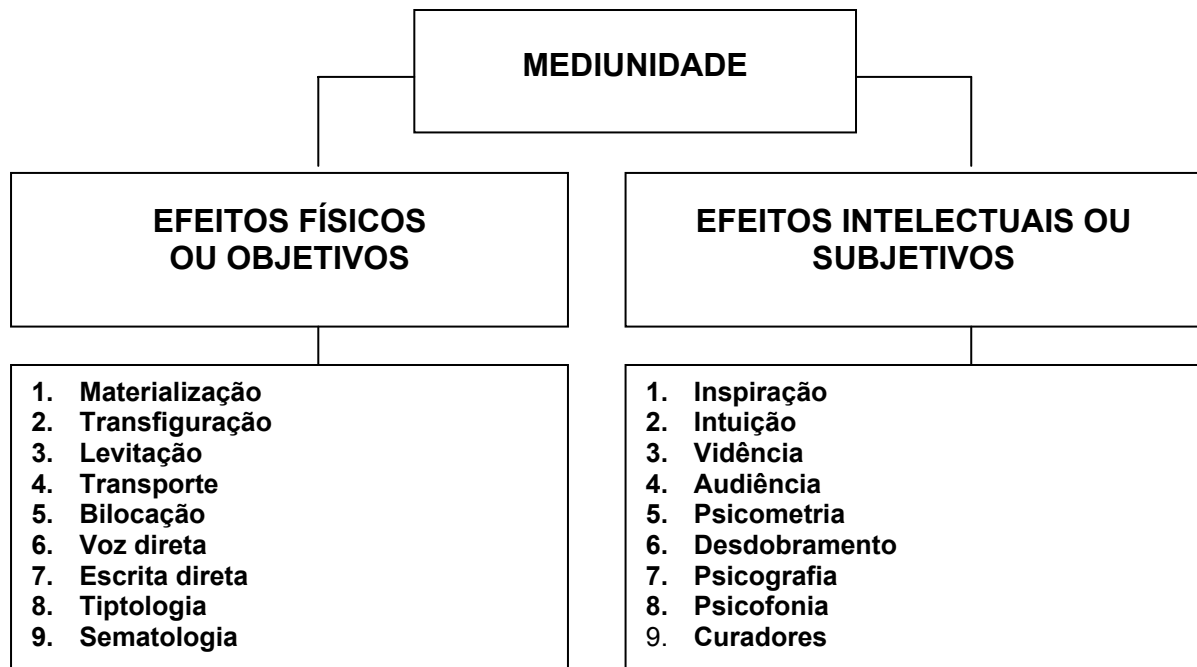 MEDIUNIDADE
EFEITOS FÍSICOS
OU OBJETIVOS
1. Materialização
2. Transfiguração
3. Levitação
4. Transporte
5. Bilocação
6. Voz direta
7. Escrita direta
8. Tiptologia
9. Sematologia
EFEITOS INTELECTUAIS OU
SUBJETIVOS
1. Inspiração
2. Intuição
3. Vidência
4. Audiência
5. Psicometria
6. Desdobramento
7. Psicografia
8. Psicofonia
9. Curadores